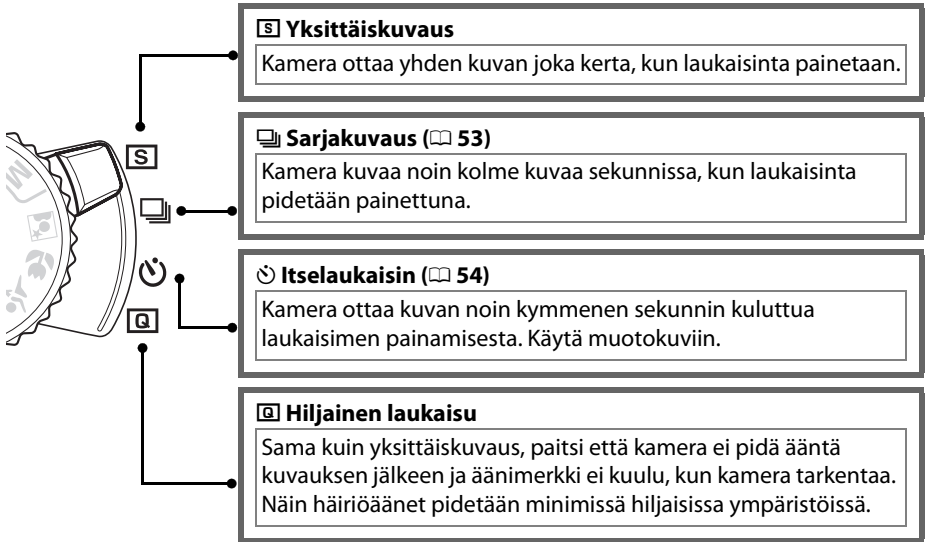 S Yksittäiskuvaus
Kamera ottaa yhden kuvan joka kerta, kun laukaisinta painetaan.
Sarjakuvaus (53)
Kamera kuvaa noin kolme kuvaa sekunnissa, kun laukaisinta
pidetään painettuna.
Itselaukaisin (54)
Kamera ottaa kuvan noin kymmenen sekunnin kuluttua
laukaisimen painamisesta. Käytä muotokuviin.
Q Hiljainen laukaisu
Sama kuin yksittäiskuvaus, paitsi että kamera ei pidä ääntä
kuvauksen jälkeen ja äänimerkki ei kuulu, kun kamera tarkentaa.
Näin häiriöäänet pidetään minimissä hiljaisissa ympäristöissä.
M
S
Q